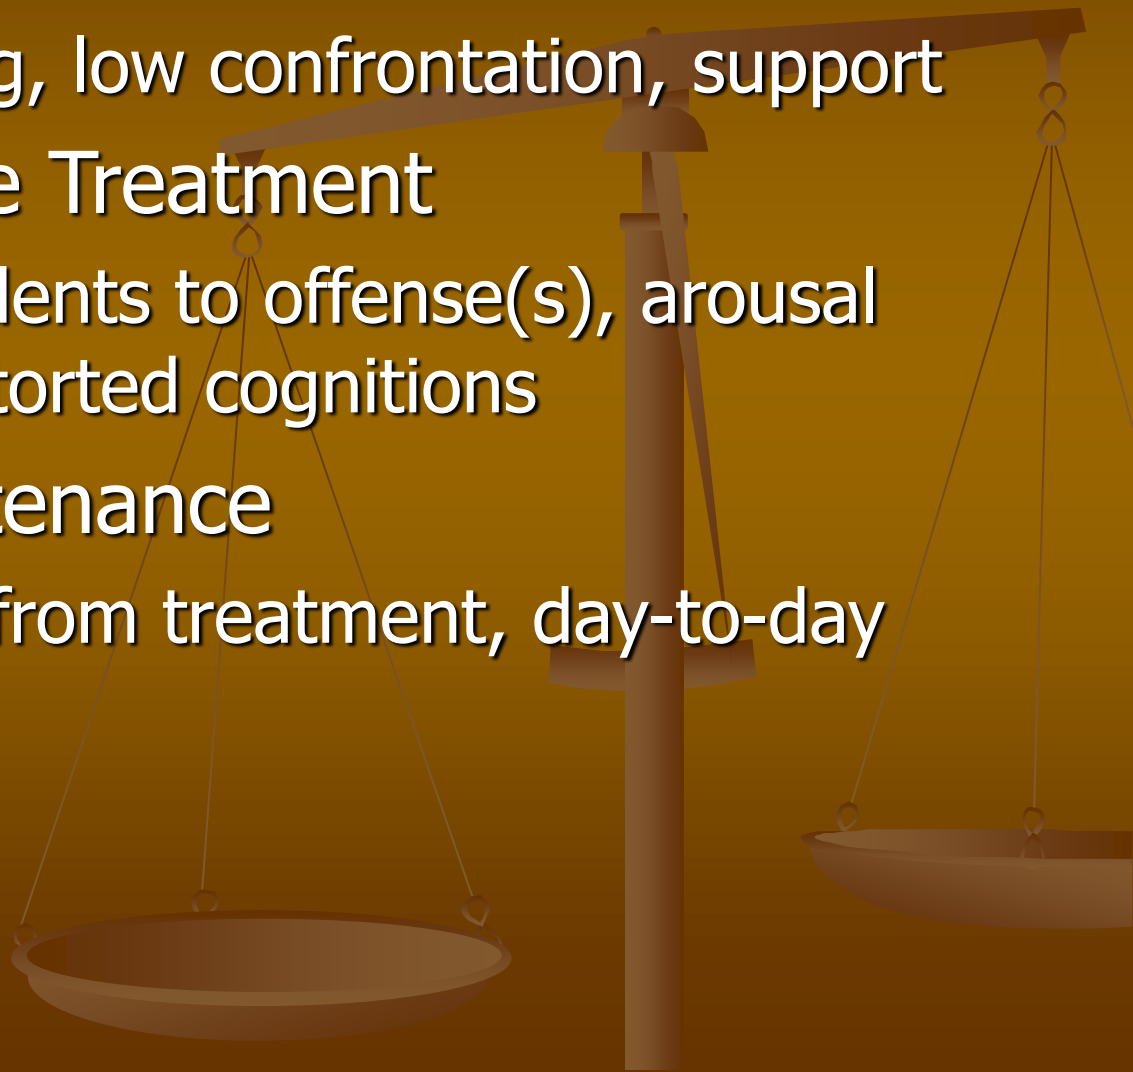 g, low confrontation, support
e Treatment
dents to offense(s), arousal
torted cognitions
tenance
from treatment, day-to-day